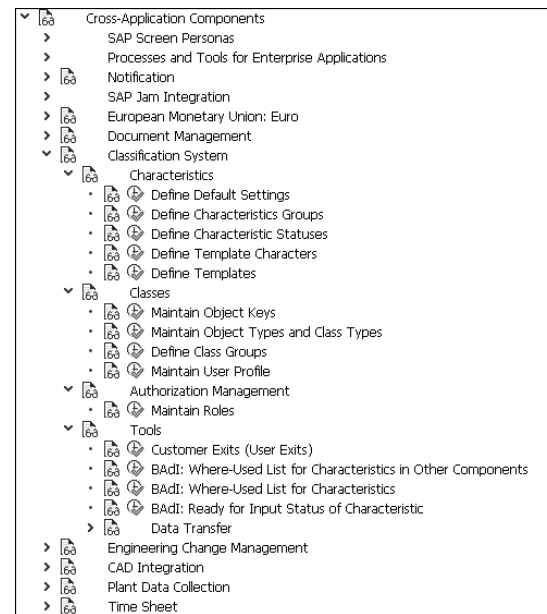 Cross-Application Components
SAP Screen Personas
Processes and Tools for Enterprise Applications
Notification
SAP Jam Integration
European Monetary Union: Euro
Document Management
Classification System
Characteristics
Define Default Settings
Define Characteristics Groups
Define Characteristic Statuses
Define Template Characters
Define Templates
Classes
Maintain Object Keys
Maintain Object Types and Class Types
Define Class Groups
Maintain User Profile
Authorization Management
Maintain Roles
Tools
Customer Exits (User Exits)
BAdI: Where-Used List for Characteristics in Other Components
BAdI: Where-Used List for Characteristics
BAdI: Ready for Input Status of Characteristic
Data Transfer
Engineering Change Management
CAD Integration
Plant Data Collection
Time Sheet